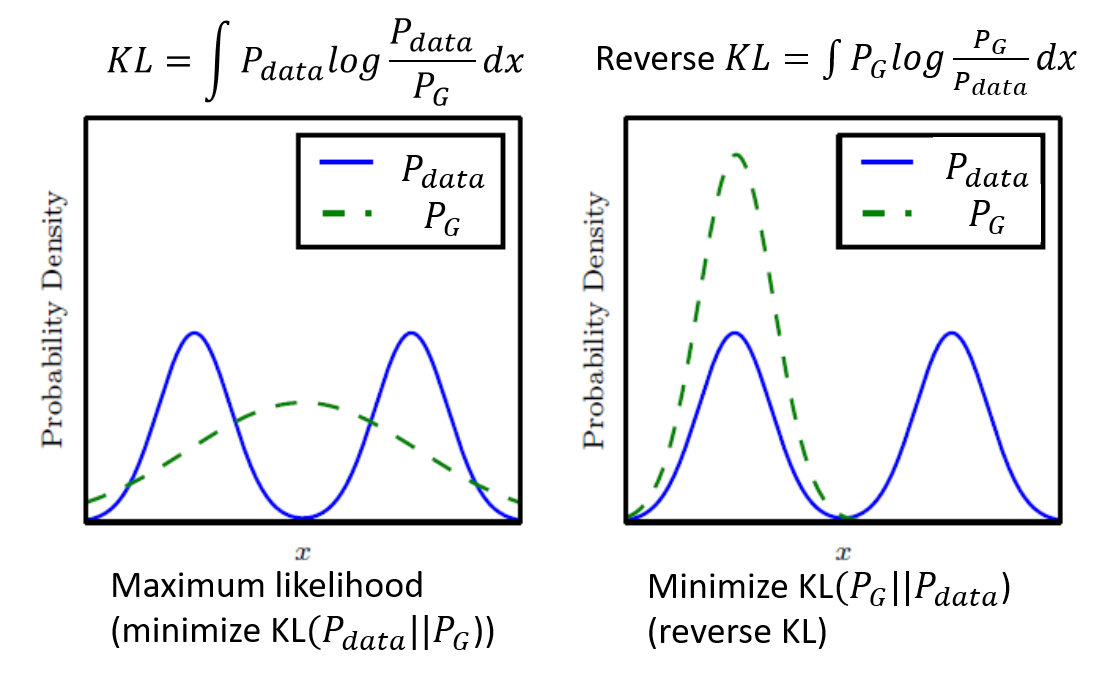 KL = ∫ P_data log P_data/P_G dx
Reverse KL = ∫ P_G log P_G/P_data dx
P_data
P_G
Probability Density
x
P_data
P_G
Probability Density
x
Maximum likelihood
(minimize KL(P_data||P_G))
Minimize KL(P_G||P_data)
(reverse KL)